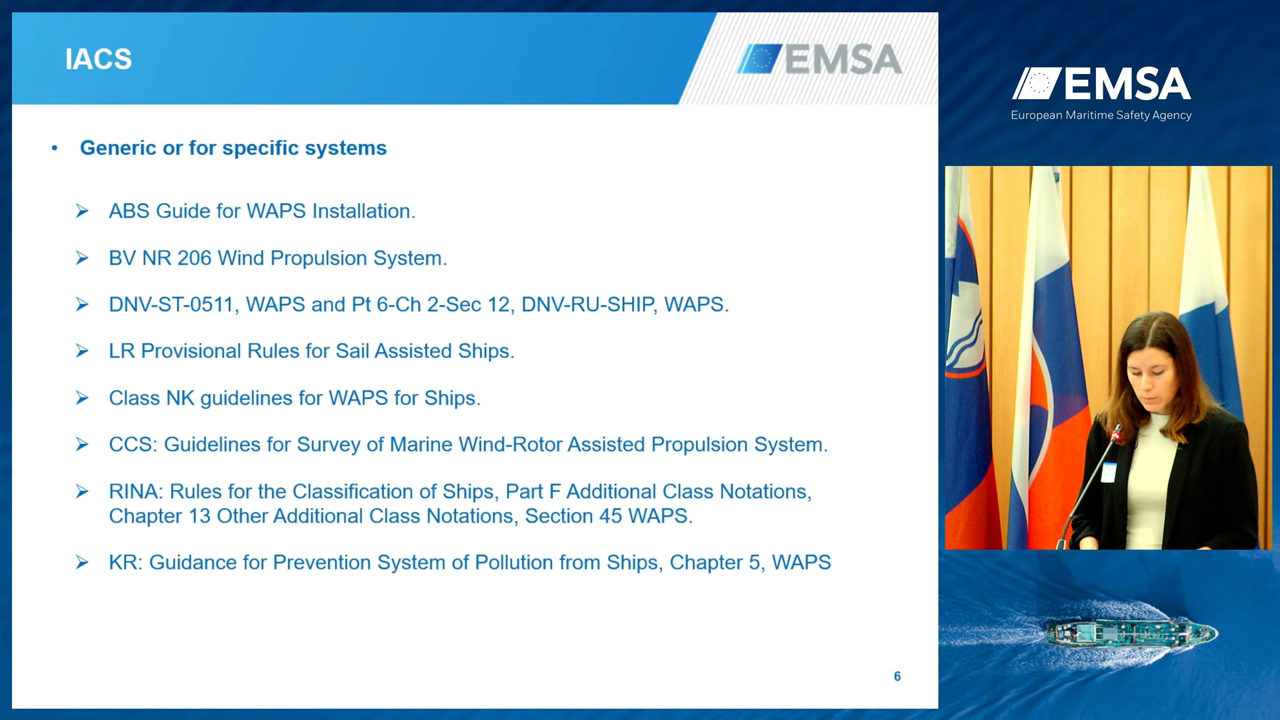 IACS
EMSA
• Generic or for specific systems
➢ ABS Guide for WAPS Installation.
➢ BV NR 206 Wind Propulsion System.
➢ DNV-ST-0511, WAPS and Pt 6-Ch 2-Sec 12, DNV-RU-SHIP, WAPS.
➢ LR Provisional Rules for Sail Assisted Ships.
➢ Class NK guidelines for WAPS for Ships.
➢ CCS: Guidelines for Survey of Marine Wind-Rotor Assisted Propulsion System.
➢ RINA: Rules for the Classification of Ships, Part F Additional Class Notations,
Chapter 13 Other Additional Class Notations, Section 45 WAPS.
➢ KR: Guidance for Prevention System of Pollution from Ships, Chapter 5, WAPS
6
EMSA
European Maritime Safety Agency